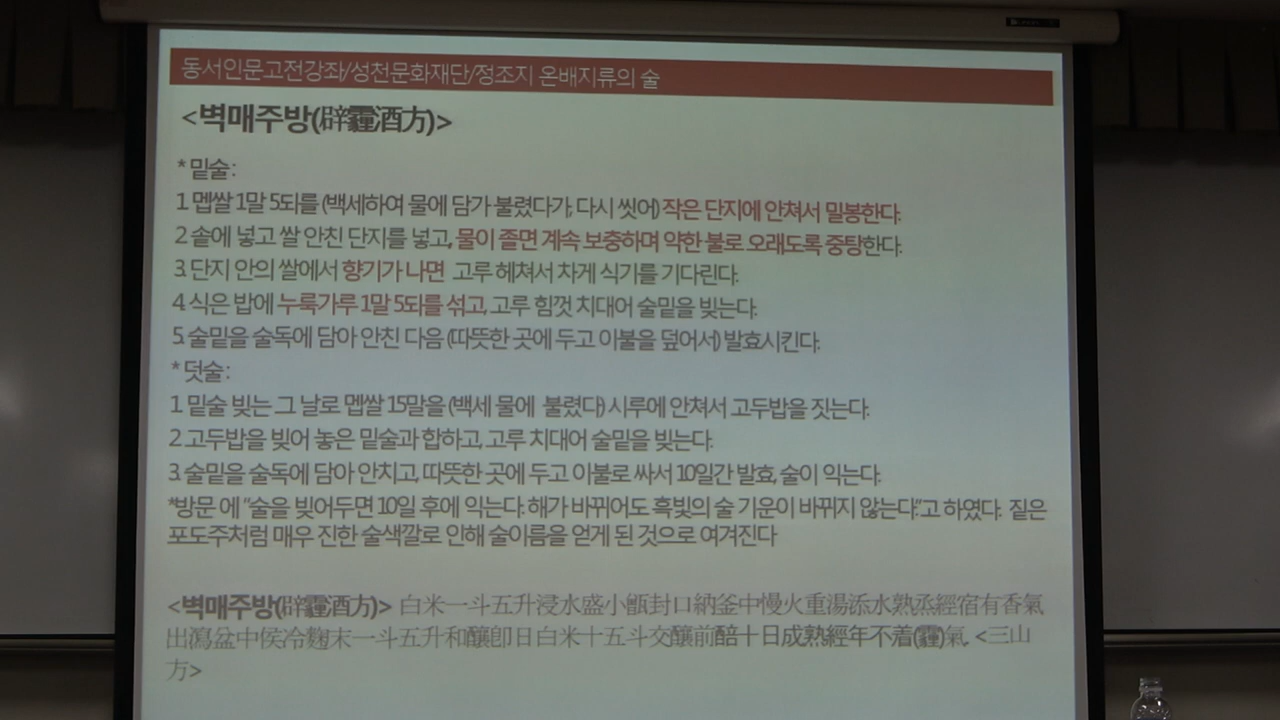 동서인문고전강좌/성천문화재단/정조지 온배지류의 술
<벽매주방(辟霾酒方)>
* 밑술 :
1. 멥쌀 1말 5되를 (백세하여 물에 담가 불렸다가, 다시 씻어) 작은 단지에 안쳐서 밀봉한다.
2. 솥에 넣고 쌀 안친 단지를 넣고, 물이 졸면 계속 보충하며 약한 불로 오래도록 중탕한다.
3. 단지 안의 쌀에서 향기가 나면 고루 헤쳐서 차게 식기를 기다린다.
4. 식은 밥에 누룩가루 1말 5되를 섞고, 고루 힘껏 치대어 술밑을 빚는다.
5. 술밑을 술독에 담아 안친 다음 (따뜻한 곳에 두고 이불을 덮어서) 발효시킨다.
* 덧술 :
1. 밑술 빚는 그 날로 멥쌀 15말을 (백세 물에 불렸다) 시루에 안쳐서 고두밥을 짓는다.
2. 고두밥을 빚어 놓은 밑술과 합하고, 고루 치대어 술밑을 빚는다.
3. 술밑을 술독에 담아 안치고, 따뜻한 곳에 두고 이불로 싸서 10일간 발효, 술이 익는다.
*방문 에 “술을 빚어두면 10일 후에 익는다. 해가 바뀌어도 흑빛의 술 기운이 바뀌지 않는다.”고 하였다. 짙은
포도주처럼 매우 진한 술색깔로 인해 술이름을 얻게 된 것으로 여겨진다
<벽매주방(辟霾酒方)> 白米一斗五升浸水盛小甑封口納釜中慢火重湯添水熟烝經宿有香氣
出瀉盆中侯冷麴末一斗五升和釀卽日白米十五斗交釀前醅十日成熟經年不着(霾)氣. <三山
方>